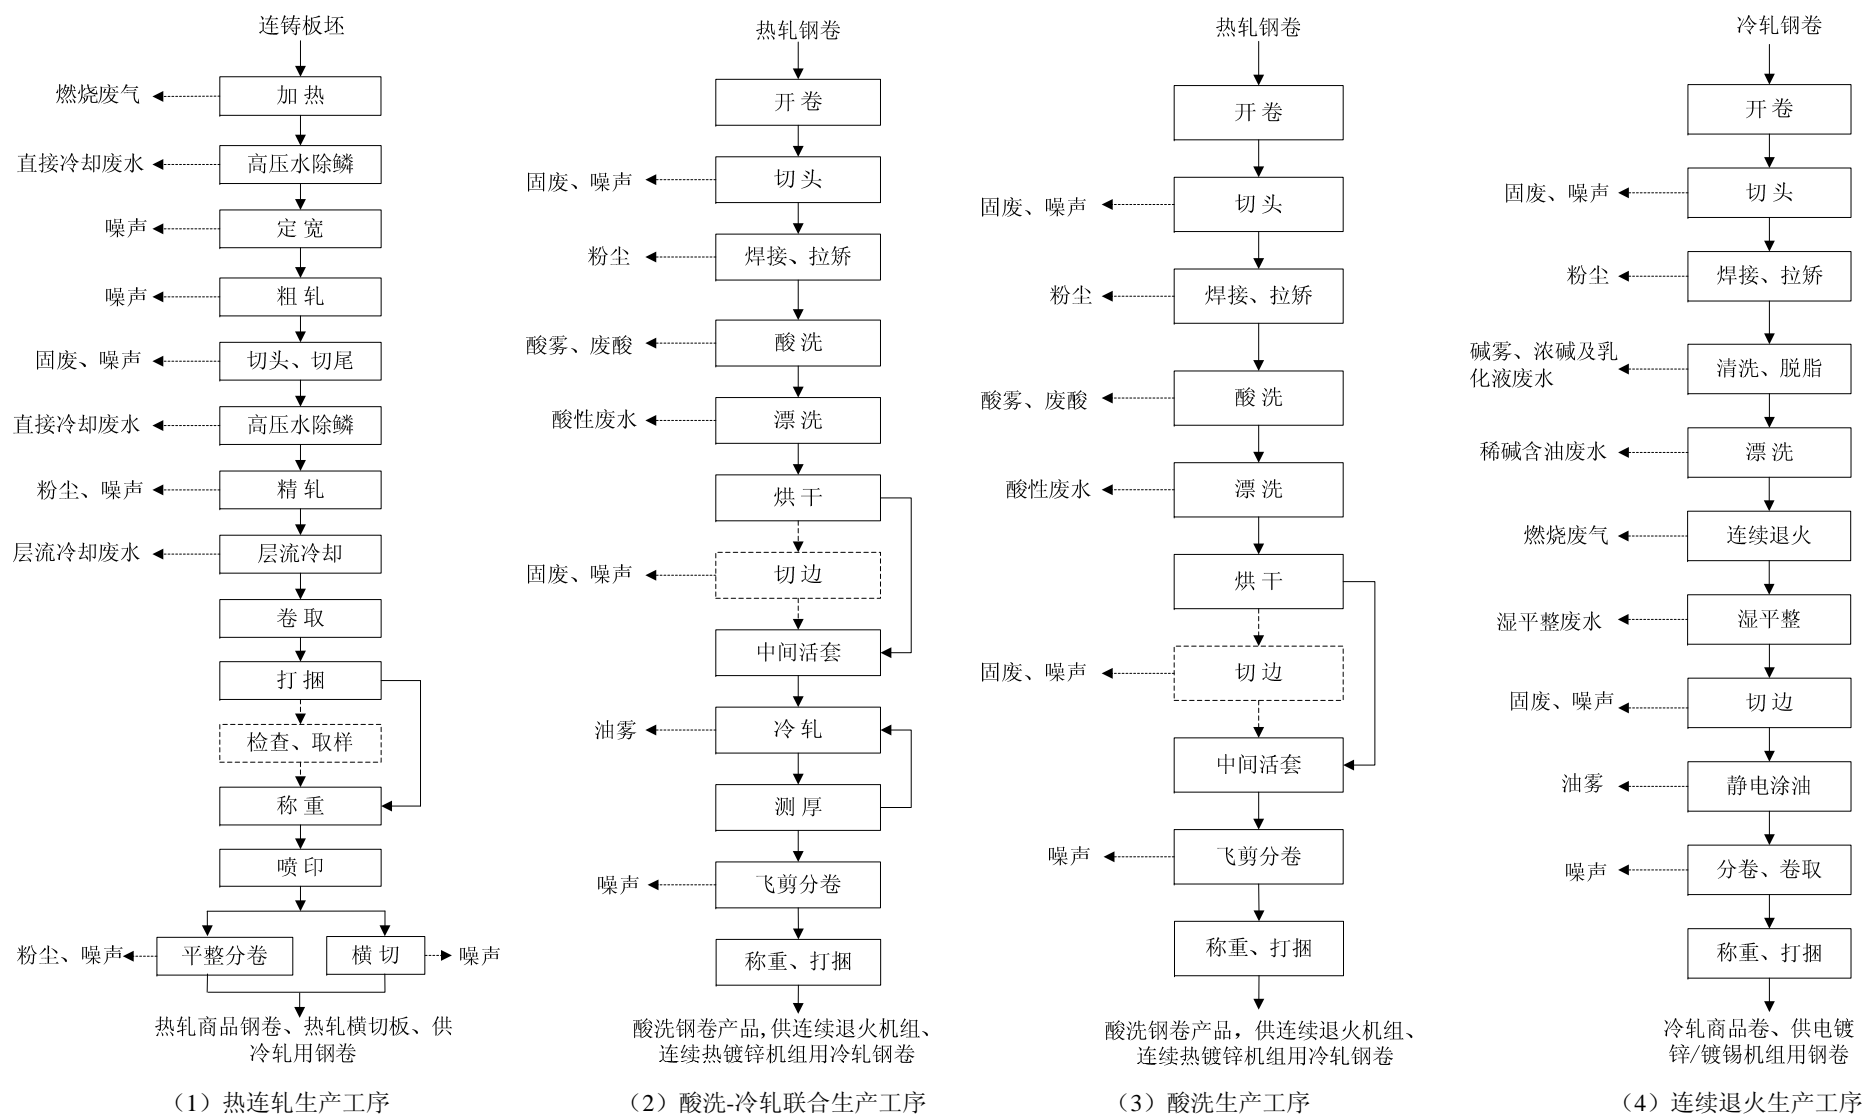 连铸板坯
燃烧废气
加 热
直接冷却废水
高压水除鳞
噪声
定 宽
噪声
粗 轧
固废、噪声
切头、切尾
直接冷却废水
高压水除鳞
粉尘、噪声
精 轧
层流冷却废水
层流冷却
卷 取
打 捆
检查、取样
称 重
喷 印
粉尘、噪声
平整分卷
横 切
噪声
热轧商品钢卷、热轧横切板、供
冷轧用钢卷
（1）热连轧生产工序
热轧钢卷
开 卷
固废、噪声
切 头
粉尘
焊接、拉矫
酸雾、废酸
酸 洗
酸性废水
漂 洗
烘 干
固废、噪声
切 边
中间活套
油雾
冷 轧
测 厚
噪声
飞剪分卷
称重、打捆
酸洗钢卷产品,供连续退火机组、
连续热镀锌机组用冷轧钢卷
（2）酸洗-冷轧联合生产工序
热轧钢卷
开 卷
固废、噪声
切 头
粉尘
焊接、拉矫
酸雾、废酸
酸 洗
酸性废水
漂 洗
烘 干
固废、噪声
切 边
中间活套
噪声
飞剪分卷
称重、打捆
酸洗钢卷产品，供连续退火机组、
连续热镀锌机组用冷轧钢卷
（3）酸洗生产工序
冷轧钢卷
开 卷
固废、噪声
切 头
粉尘
焊接、拉矫
碱雾、浓碱及乳
化液废水
清洗、脱脂
稀碱含油废水
漂 洗
燃烧废气
连续退火
湿平整废水
湿平整
固废、噪声
切 边
油雾
静电涂油
噪声
分卷、卷取
称重、打捆
冷轧商品卷、供电镀
锌/镀锡机组用钢卷
（4）连续退火生产工序